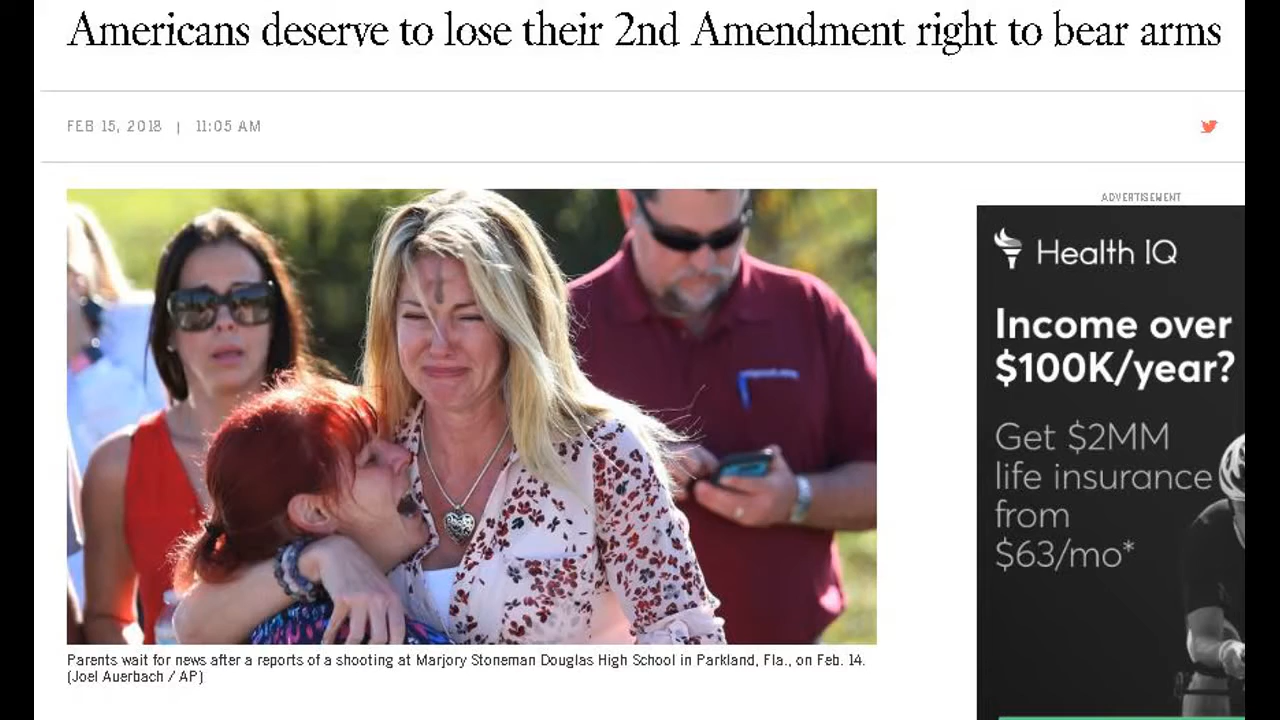 Americans deserve to lose their 2nd Amendment right to bear arms
FEB 15, 2018 | 11:05 AM
ADVERTISEMENT
Health IQ
Income over
$100K/year?
Get $2MM
life insurance
from
$63/mo*
Parents wait for news after a reports of a shooting at Marjory Stoneman Douglas High School in Parkland, Fla., on Feb. 14.
(Joel Auerbach / AP)